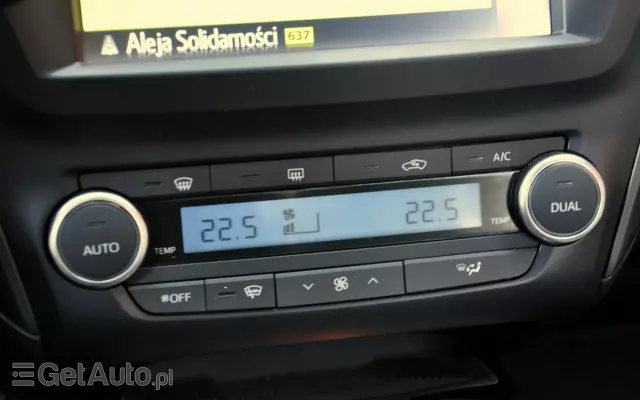 Aleja Solidarności 637
A/C
22.5 22.5
AUTO TEMP TEMP DUAL
OFF
GetAuto.pl